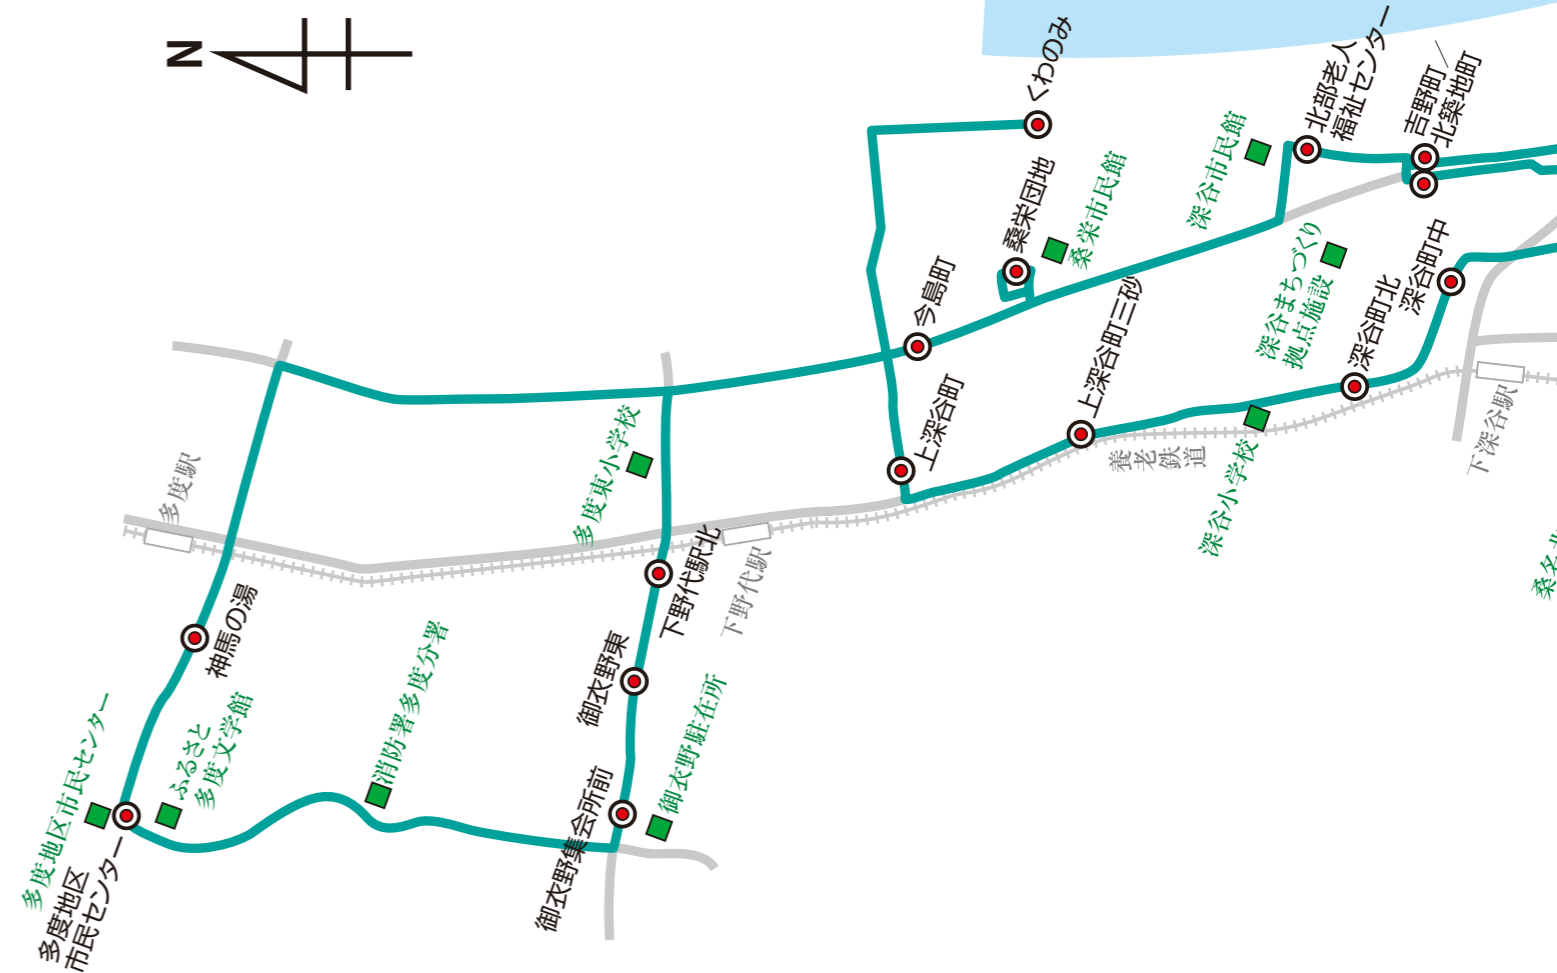 N
くわのみ
北部老人
福祉センター
吉野町／
北築地町
深谷市民館
桑栄団地
桑栄市民館
今島町
深谷まちづくり
拠点施設
深谷町中
深谷町北
上深谷町三砂
上深谷町
下深谷駅
養老鉄道
深谷小学校
多度東小学校
多度駅
下野代駅北
下野代駅
神馬の湯
消防署多度分署
御衣野東
御衣野駐在所
多度地区市民センター
ふるさと
多度文学館
御衣野集会所前
多度地区
市民センター
桑名北